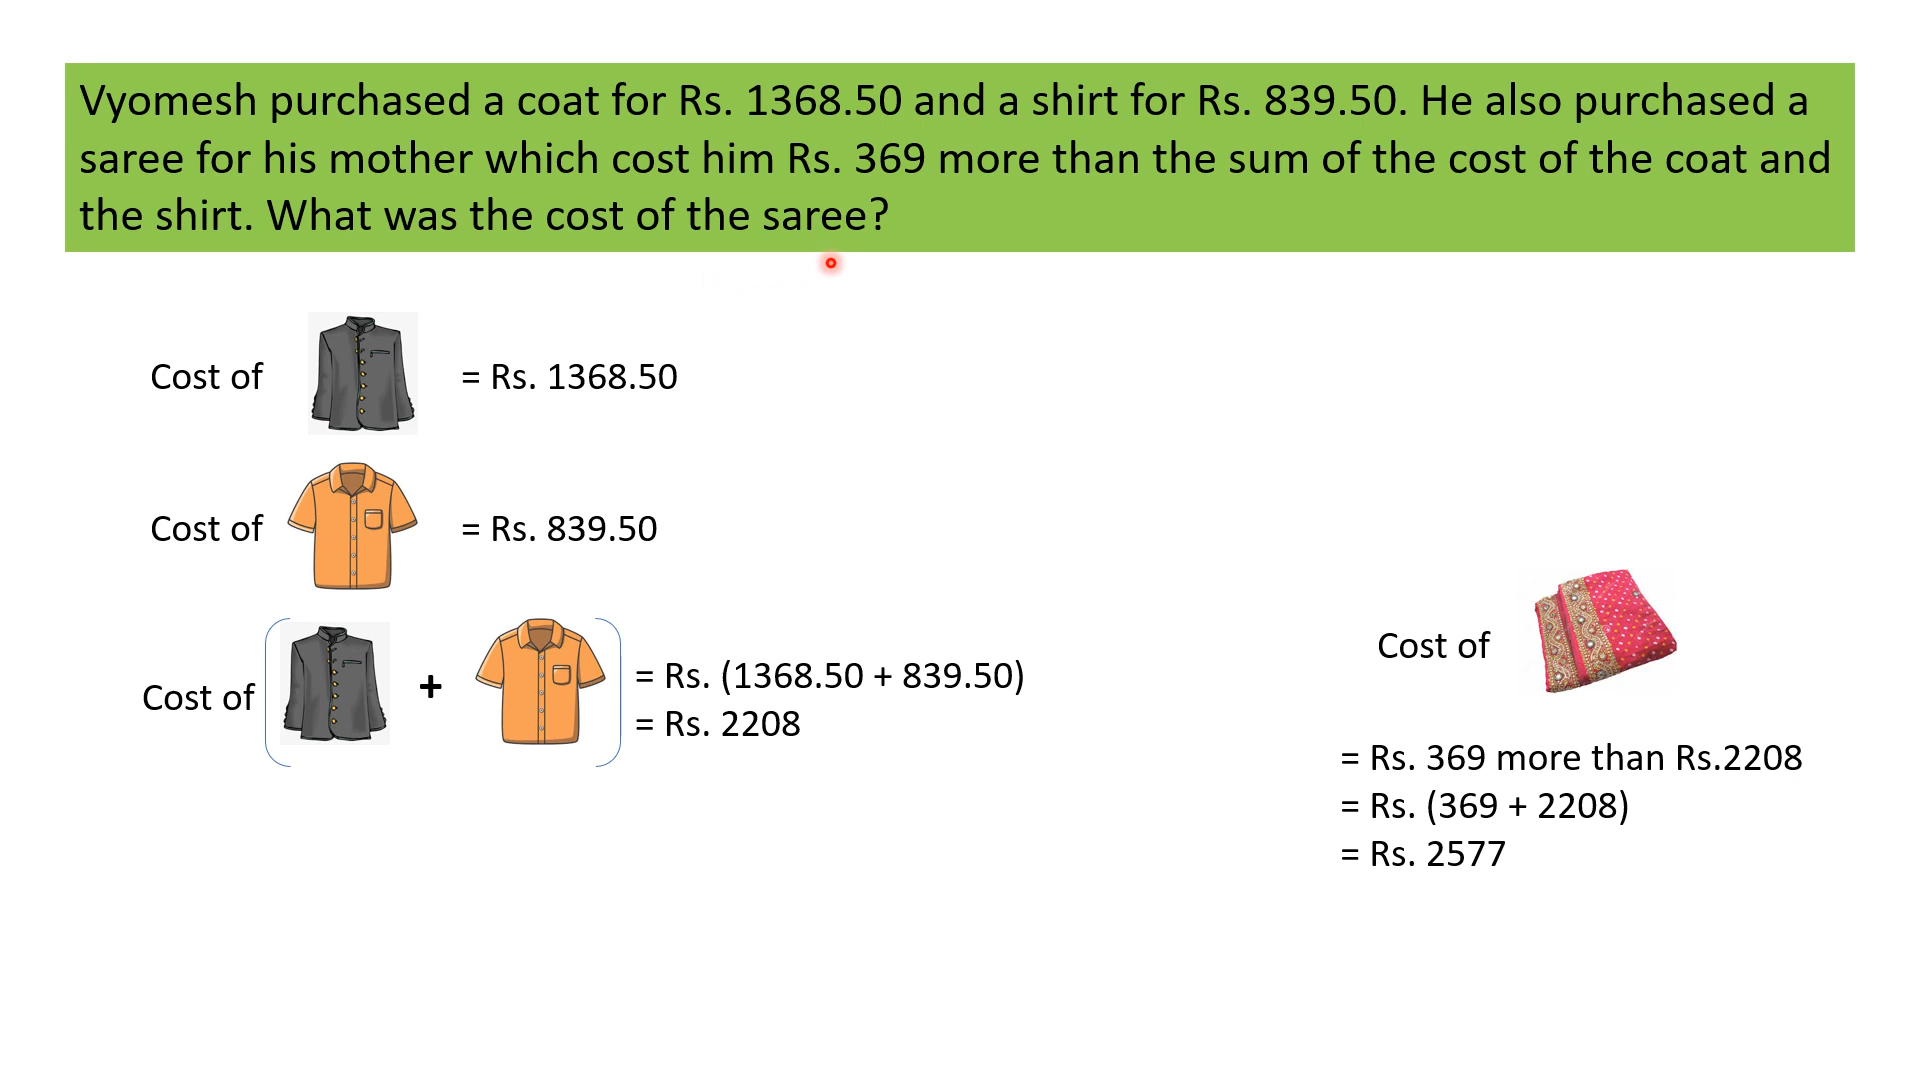 Vyomesh purchased a coat for Rs. 1368.50 and a shirt for Rs. 839.50. He also purchased a
saree for his mother which cost him Rs. 369 more than the sum of the cost of the coat and
the shirt. What was the cost of the saree?
Cost of = Rs. 1368.50
Cost of = Rs. 839.50
Cost of + = Rs. (1368.50 + 839.50)
= Rs. 2208
Cost of
= Rs. 369 more than Rs.2208
= Rs. (369 + 2208)
= Rs. 2577